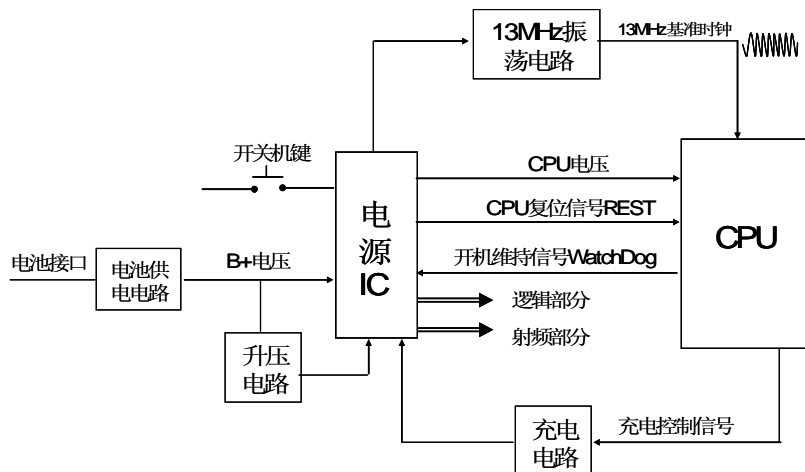 13MHz振
荡电路
13MHz基准时钟
开关机键
CPU电压
电
源
IC
CPU复位信号REST
CPU
电池接口
电池供
电电路
B+电压
开机维持信号WatchDog
逻辑部分
射频部分
升压
电路
充电
电路
充电控制信号